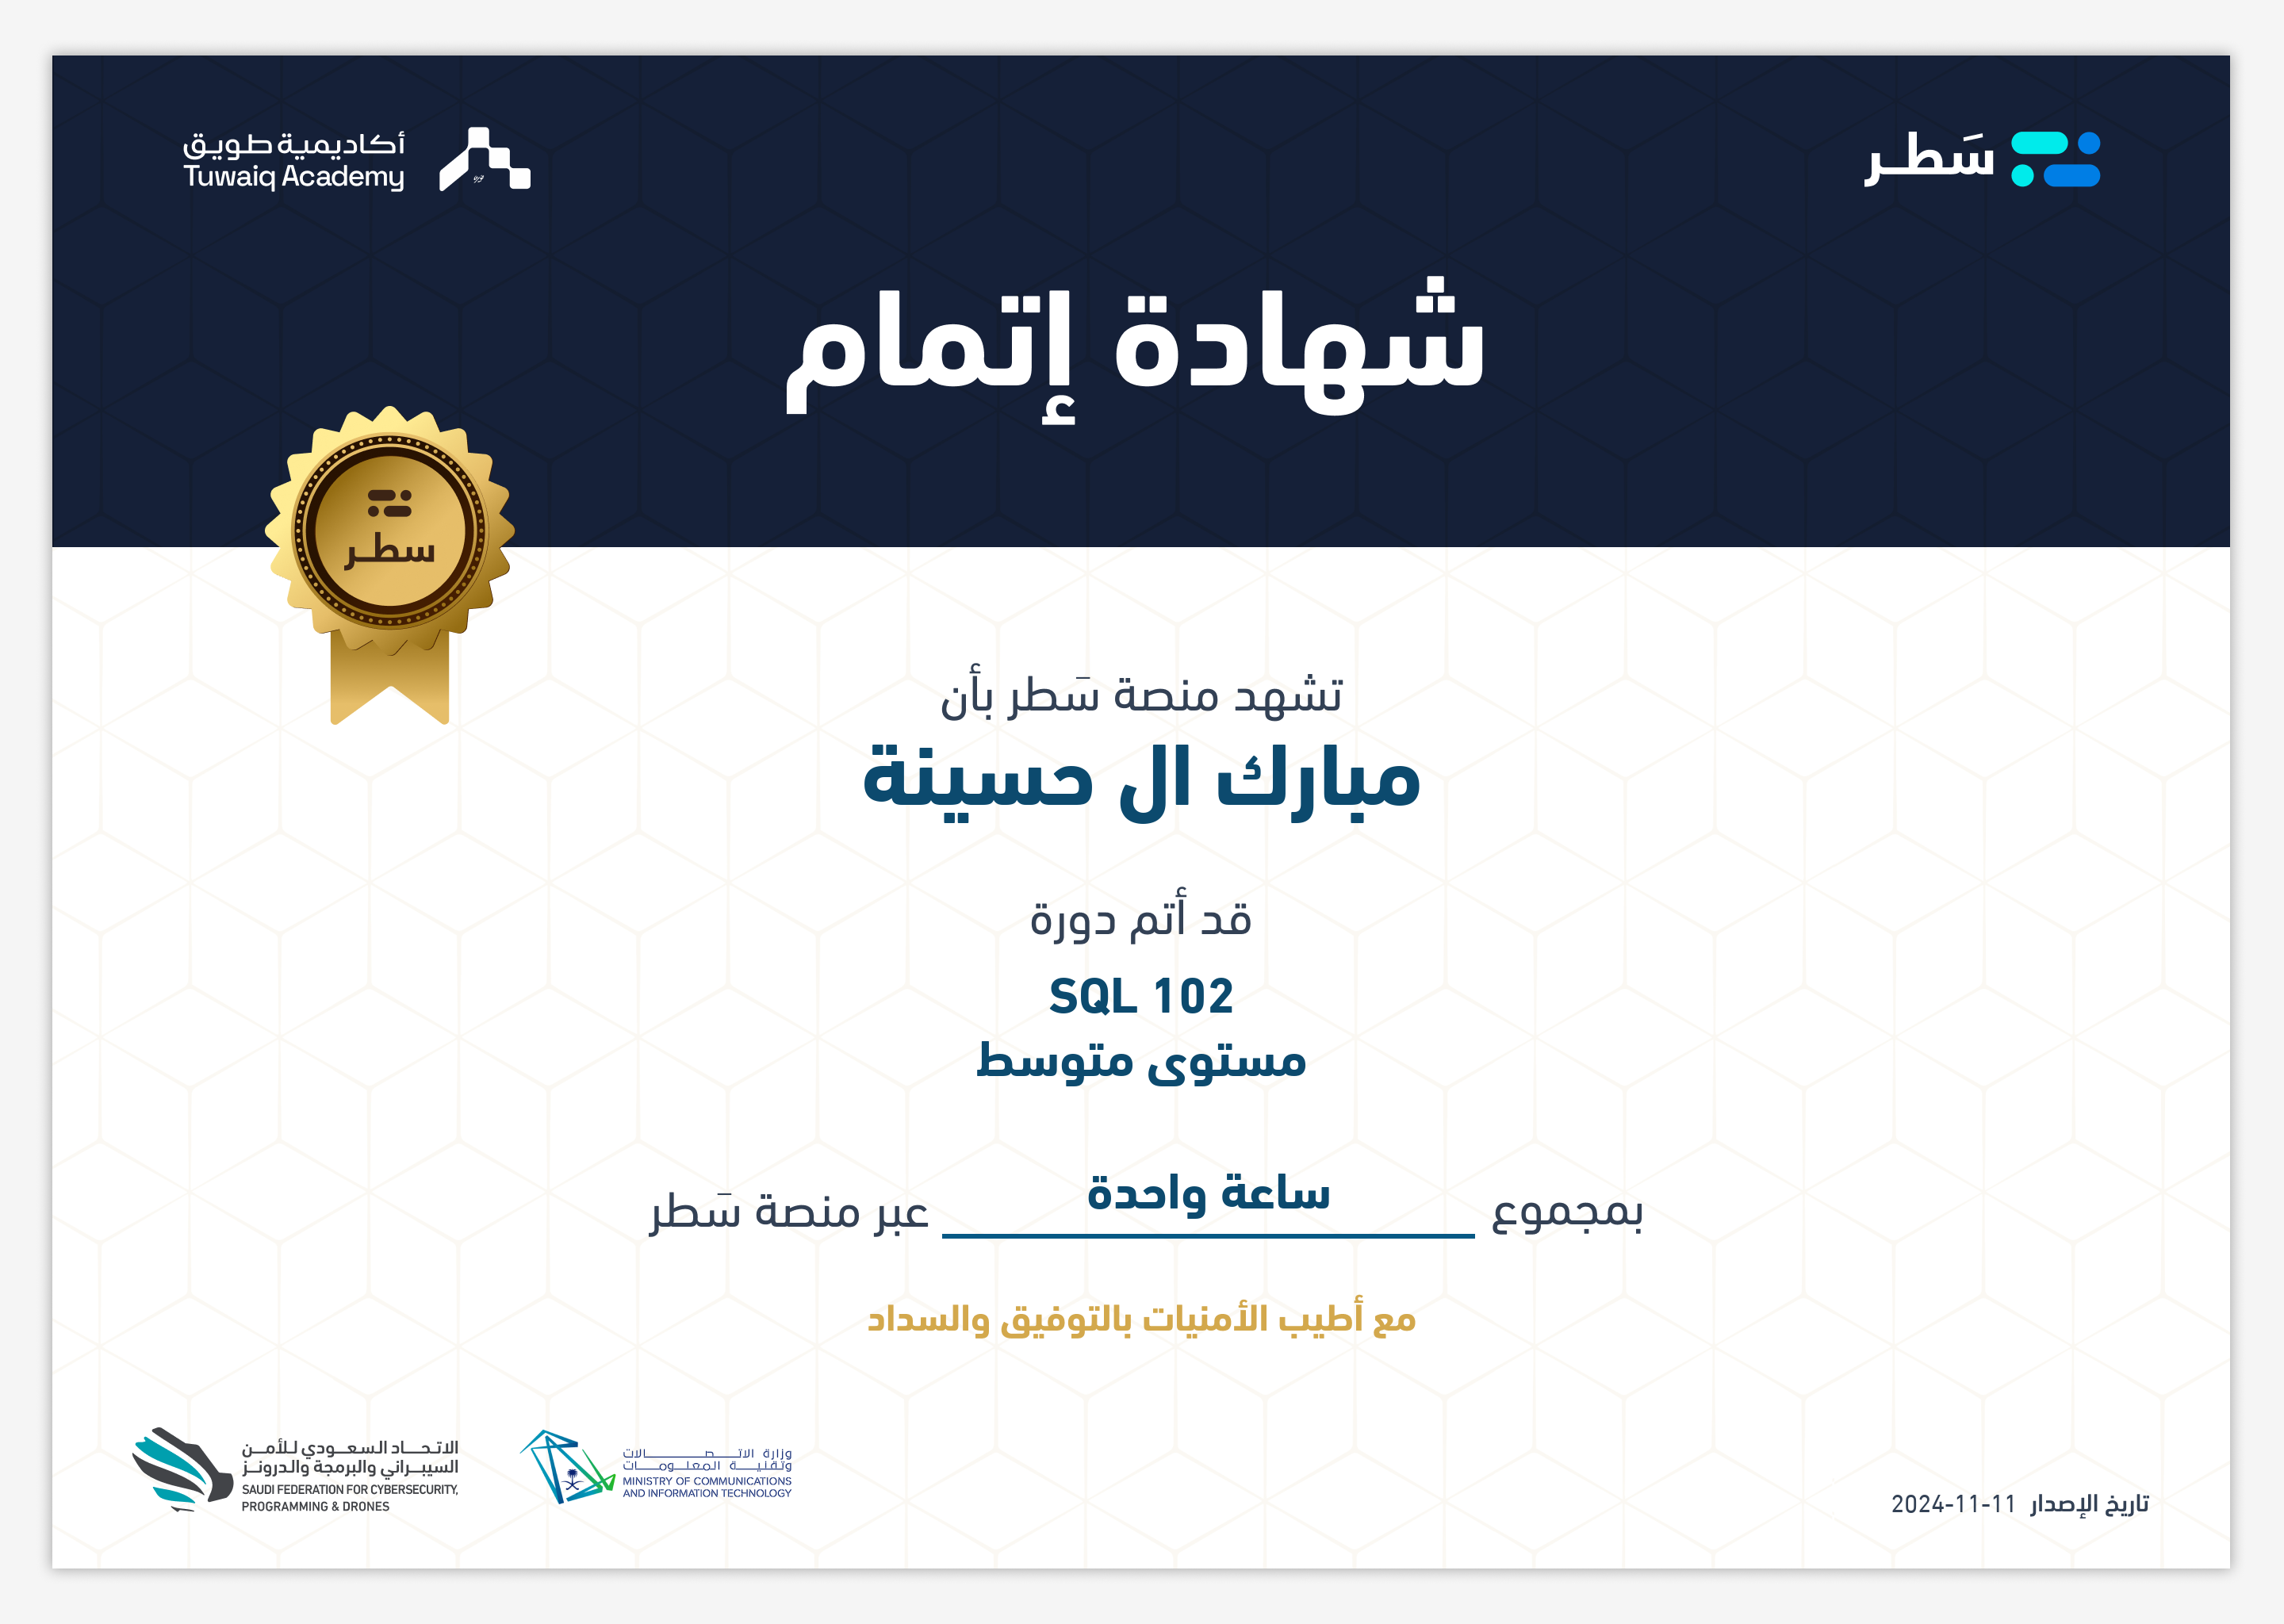 سَطر
أكاديمية طويق
Tuwaiq Academy
شهادة إتمام
سطر
تشهد منصة سَطر بأن
مبارك ال حسينة
قد أتم دورة
SQL 102
مستوى متوسط
بمجموع ساعة واحدة عبر منصة سَطر
مع أطيب الأمنيات بالتوفيق والسداد
تاريخ الإصدار 2024-11-11
وزارة الاتصالات
وتقنية المعلومات
MINISTRY OF COMMUNICATIONS
AND INFORMATION TECHNOLOGY
الاتحاد السعودي للأمن
السيبراني والبرمجة والدرونز
SAUDI FEDERATION FOR CYBERSECURITY,
PROGRAMMING & DRONES